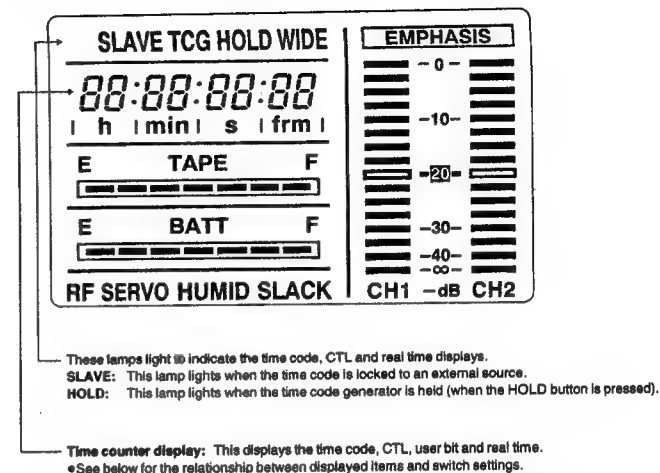 SLAVE TCG HOLD WIDE
EMPHASIS
88:88:88:88
h min s frm
E TAPE F
E BATT F
RF SERVO HUMID SLACK
0
-10-
-20-
-30-
-40-
-∞-
CH1 -dB CH2
These lamps light to indicate the time code, CTL and real time displays.
SLAVE: This lamp lights when the time code is locked to an external source.
HOLD: This lamp lights when the time code generator is held (when the HOLD button is pressed).
Time counter display: This displays the time code, CTL, user bit and real time.
●See below for the relationship between displayed items and switch settings.